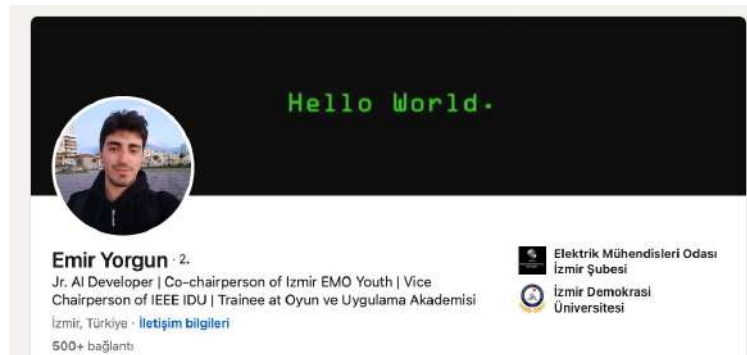 Hello World.
Emir Yorgun · 2.
Jr. AI Developer | Co-chairperson of Izmir EMO Youth | Vice
Chairperson of IEEE IDU | Trainee at Oyun ve Uygulama Akademisi
İzmir, Türkiye · İletişim bilgileri
500+ bağlantı
Elektrik Mühendisleri Odası
İzmir Şubesi
İzmir Demokrasi
Üniversitesi